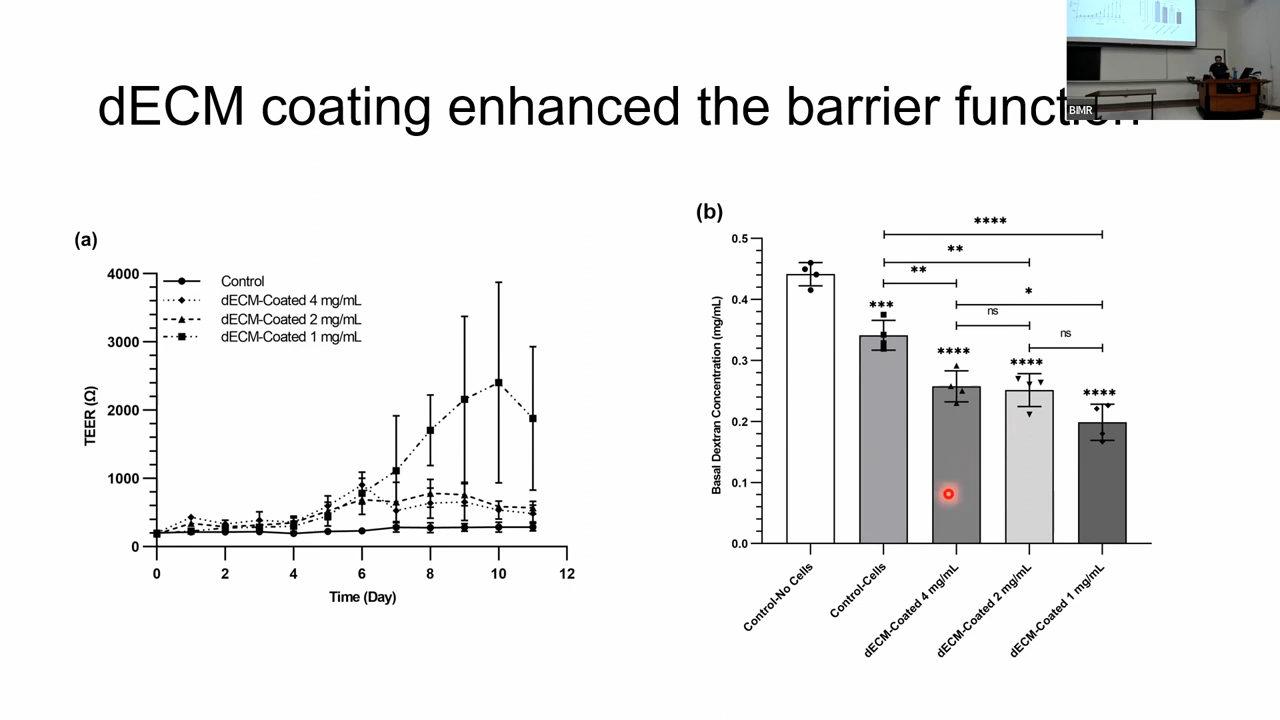 dECM coating enhanced the barrier function
BIMR
(a)
4000
3000
2000
1000
0
TEER (Ω)
Control
dECM-Coated 4 mg/mL
dECM-Coated 2 mg/mL
dECM-Coated 1 mg/mL
0 2 4 6 8 10 12
Time (Day)
(b)
0.5
0.4
0.3
0.2
0.1
0.0
Basal Dextran Concentration (mg/mL)
****
**
**
*
ns
ns
***
****
****
****
Control-No Cells
Control-Cells
dECM-Coated 4 mg/mL
dECM-Coated 2 mg/mL
dECM-Coated 1 mg/mL